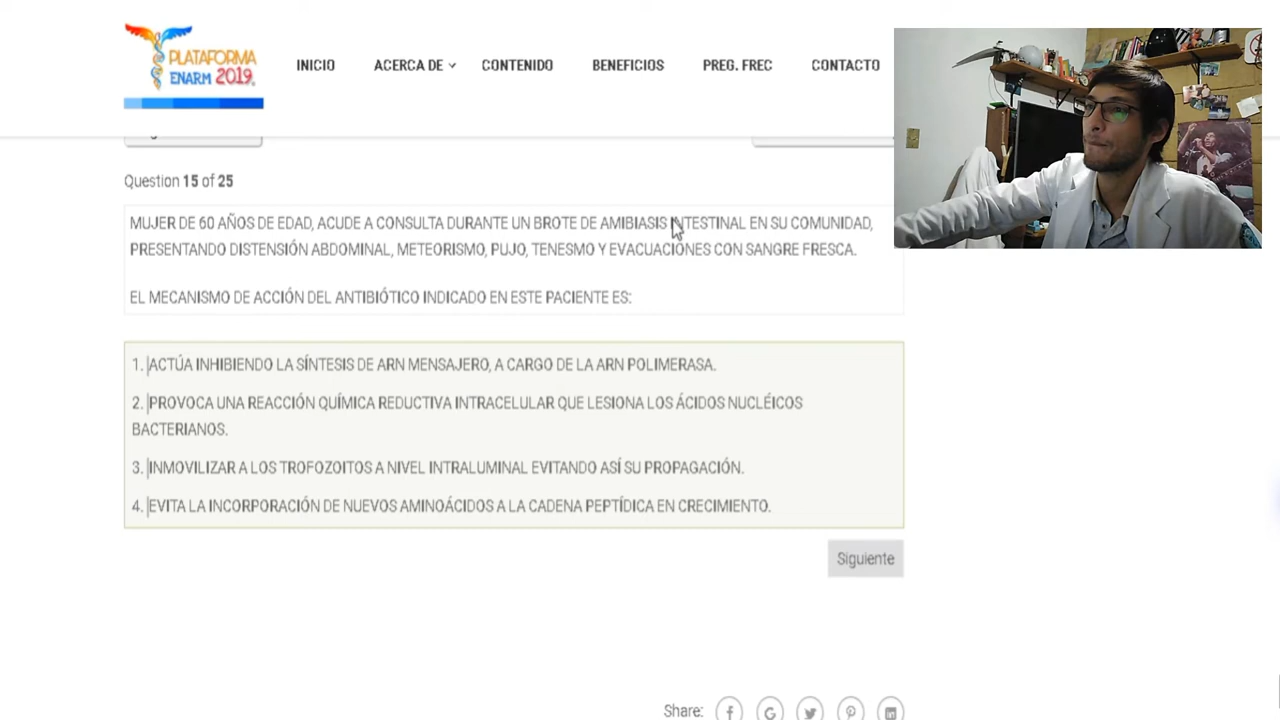 PLATAFORMA
ENARM 2019
INICIO
ACERCA DE
CONTENIDO
BENEFICIOS
PREG. FREC
CONTACTO
Question 15 of 25
MUJER DE 60 AÑOS DE EDAD, ACUDE A CONSULTA DURANTE UN BROTE DE AMIBIASIS INTESTINAL EN SU COMUNIDAD,
PRESENTANDO DISTENSIÓN ABDOMINAL, METEORISMO, PUJO, TENESMO Y EVACUACIONES CON SANGRE FRESCA.
EL MECANISMO DE ACCIÓN DEL ANTIBIÓTICO INDICADO EN ESTE PACIENTE ES:
1. ACTÚA INHIBIENDO LA SÍNTESIS DE ARN MENSAJERO, A CARGO DE LA ARN POLIMERASA.
2. PROVOCA UNA REACCIÓN QUÍMICA REDUCTIVA INTRACELULAR QUE LESIONA LOS ÁCIDOS NUCLÉICOS
BACTERIANOS.
3. INMOVILIZAR A LOS TROFOZOITOS A NIVEL INTRALUMINAL EVITANDO ASÍ SU PROPAGACIÓN.
4. EVITA LA INCORPORACIÓN DE NUEVOS AMINOÁCIDOS A LA CADENA PEPTÍDICA EN CRECIMIENTO.
Siguiente
Share: